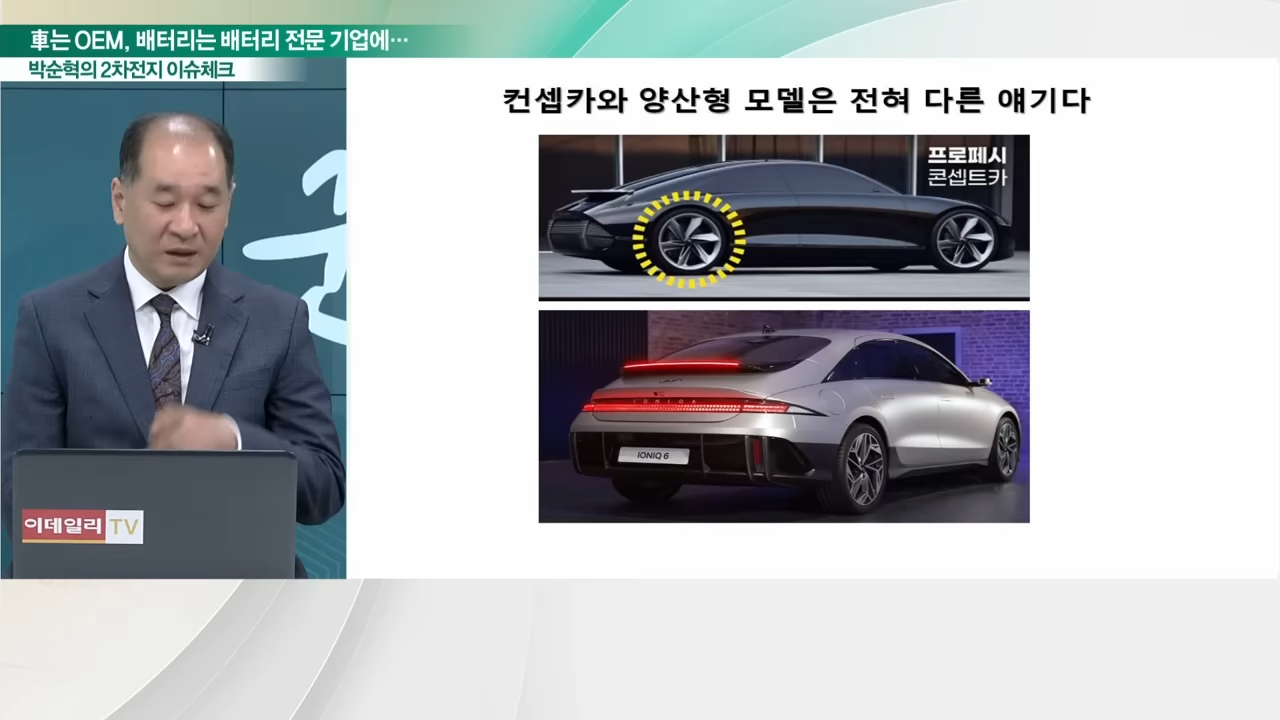 車는 OEM, 배터리는 배터리 전문 기업에…
박순혁의 2차전지 이슈체크
컨셉카와 양산형 모델은 전혀 다른 얘기다
프로페시
콘셉트카
IONIQ
IONIQ 6
이데일리 TV